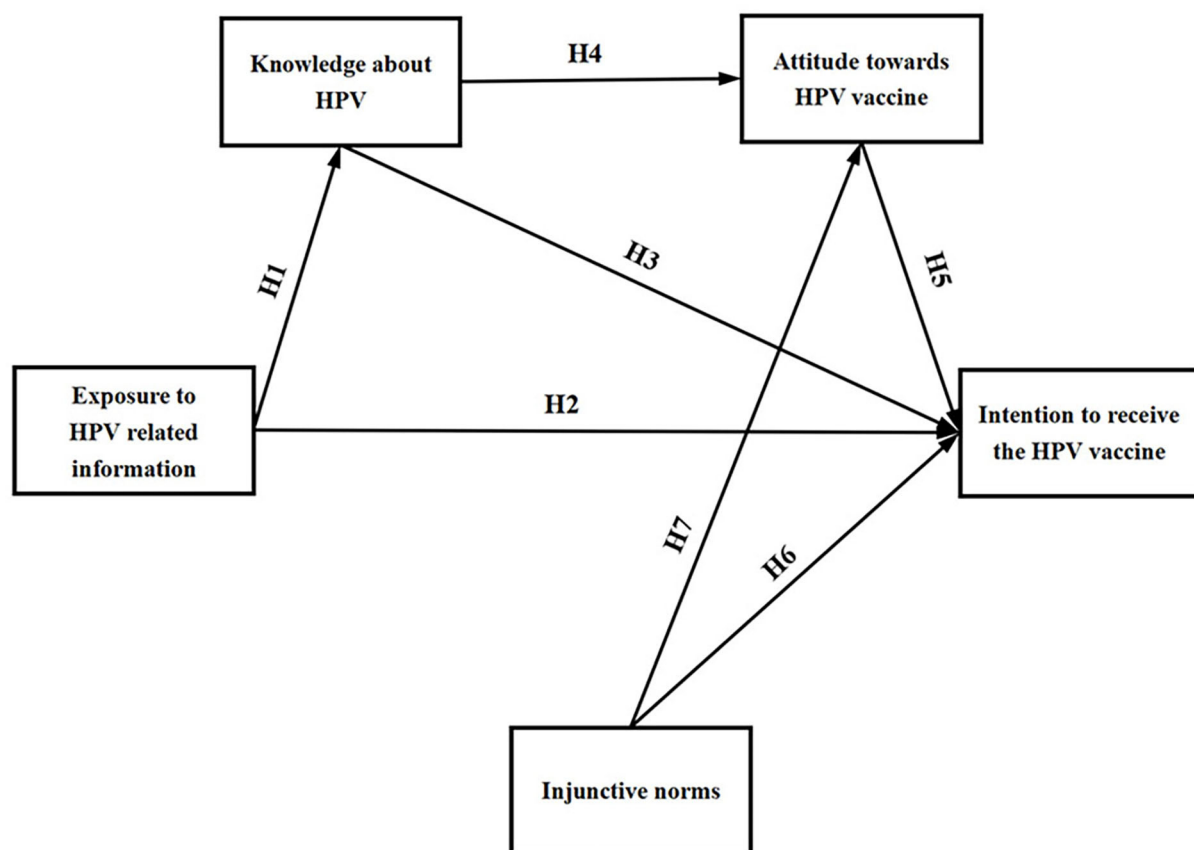 Knowledge about
HPV
H4
Attitude towards
HPV vaccine
H1
H3
H5
Exposure to
HPV related
information
H2
Intention to receive
the HPV vaccine
H7
H6
Injunctive norms